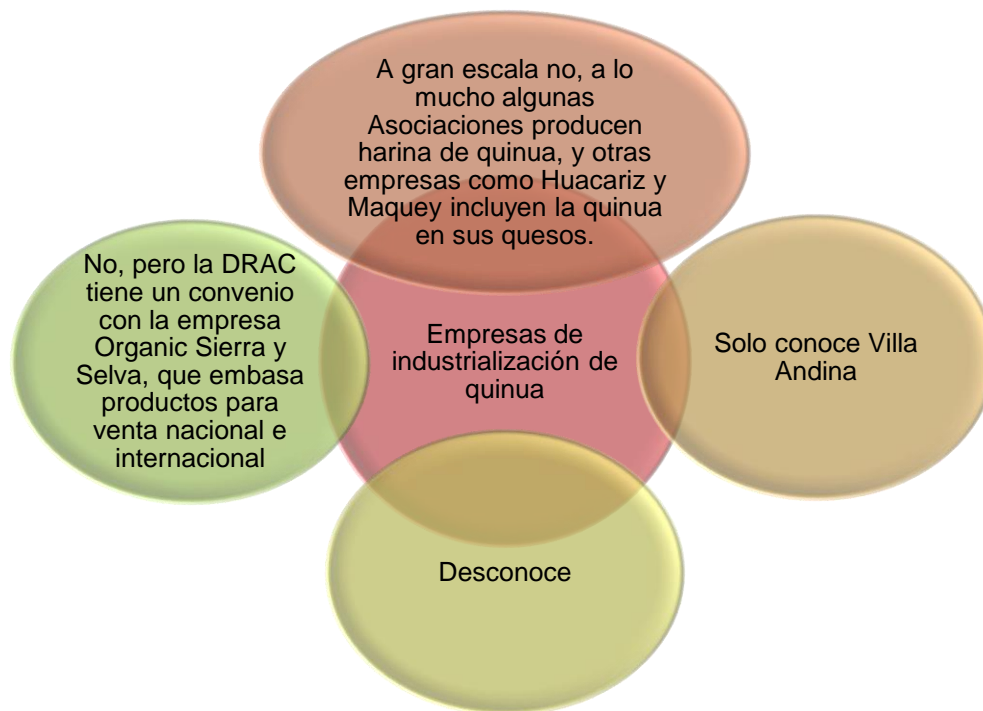 A gran escala no, a lo
mucho algunas
Asociaciones producen
harina de quinua, y otras
empresas como Huacariz y
Maquey incluyen la quinua
en sus quesos.
No, pero la DRAC
tiene un convenio
con la empresa
Organic Sierra y
Selva, que embasa
productos para
venta nacional e
internacional
Empresas de
industrialización de
quinua
Solo conoce Villa
Andina
Desconoce